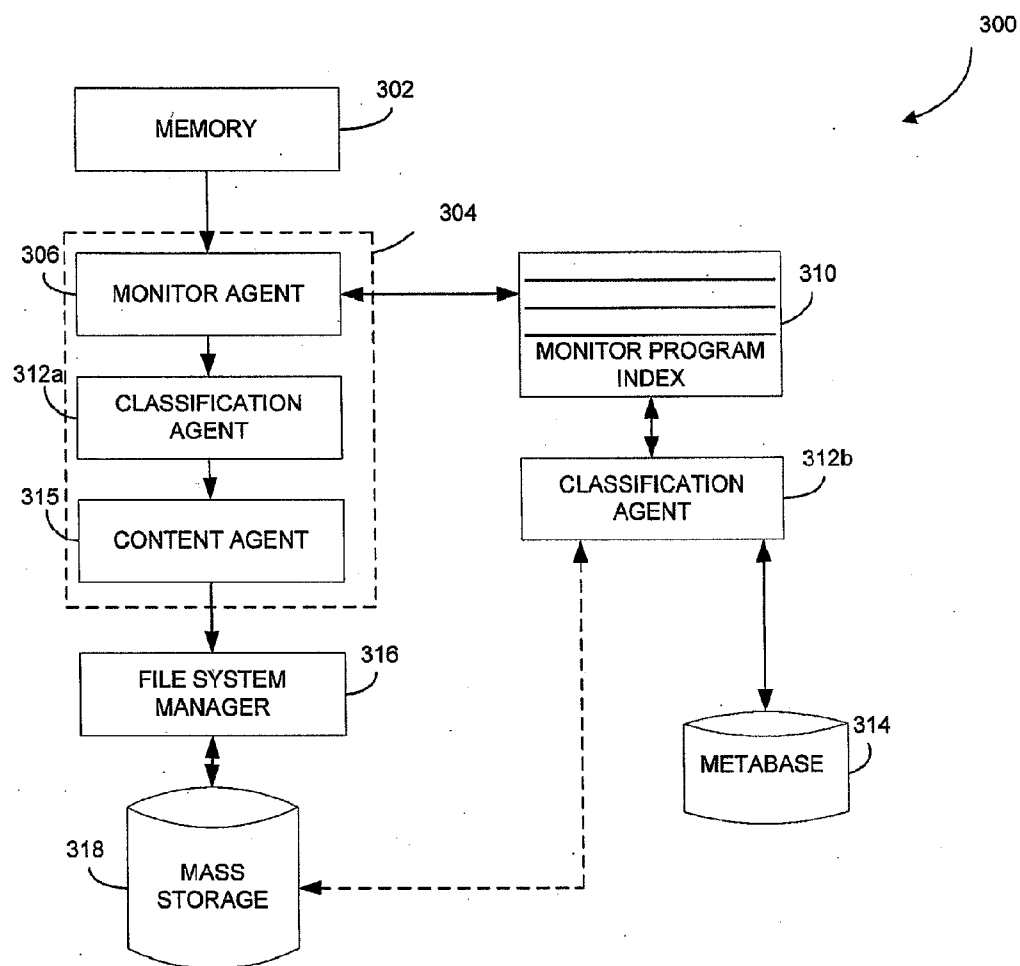 300
302
MEMORY
304
306
MONITOR AGENT
310
MONITOR PROGRAM
INDEX
312a
CLASSIFICATION
AGENT
312b
CLASSIFICATION
AGENT
315
CONTENT AGENT
316
FILE SYSTEM
MANAGER
314
METABASE
318
MASS
STORAGE